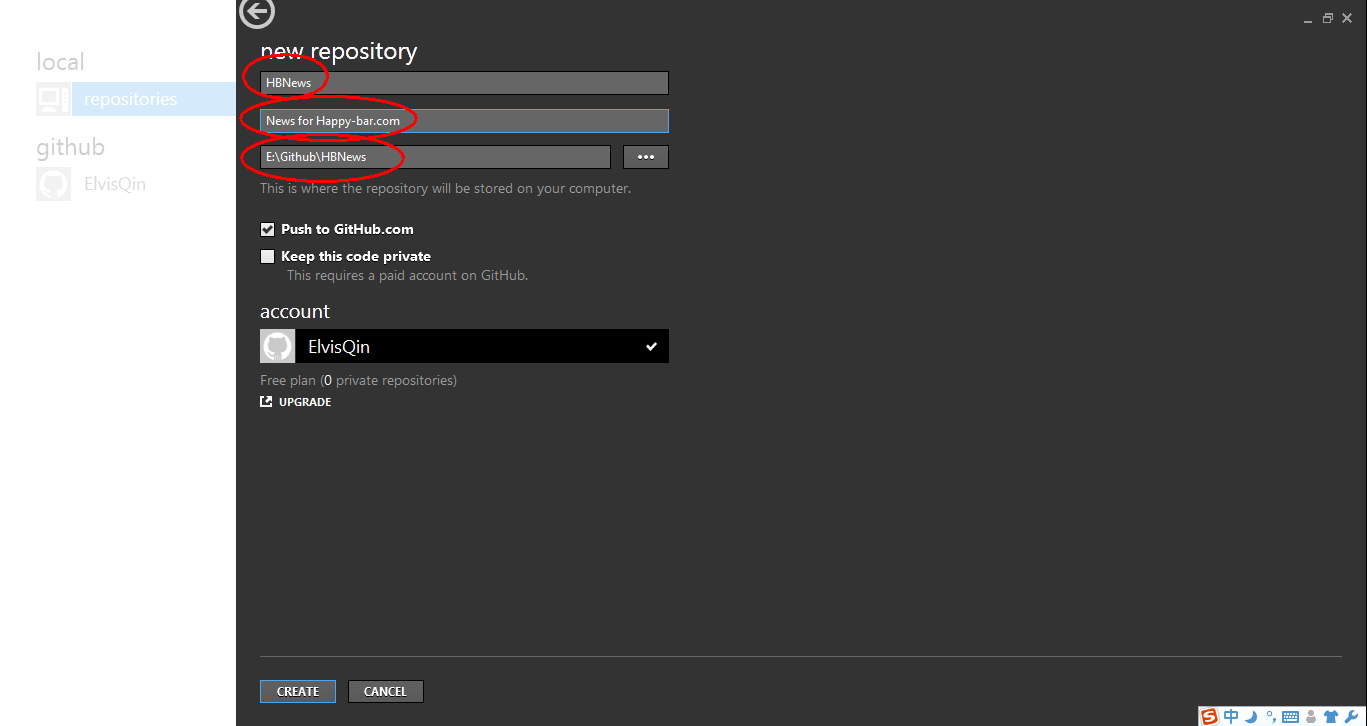 local
repositories
github
ElvisQin
new repository
HBNews
News for Happy-bar.com
E:\Github\HBNews
•••
This is where the repository will be stored on your computer.
Push to GitHub.com
Keep this code private
This requires a paid account on GitHub.
account
ElvisQin
Free plan (0 private repositories)
UPGRADE
CREATE
CANCEL
S中